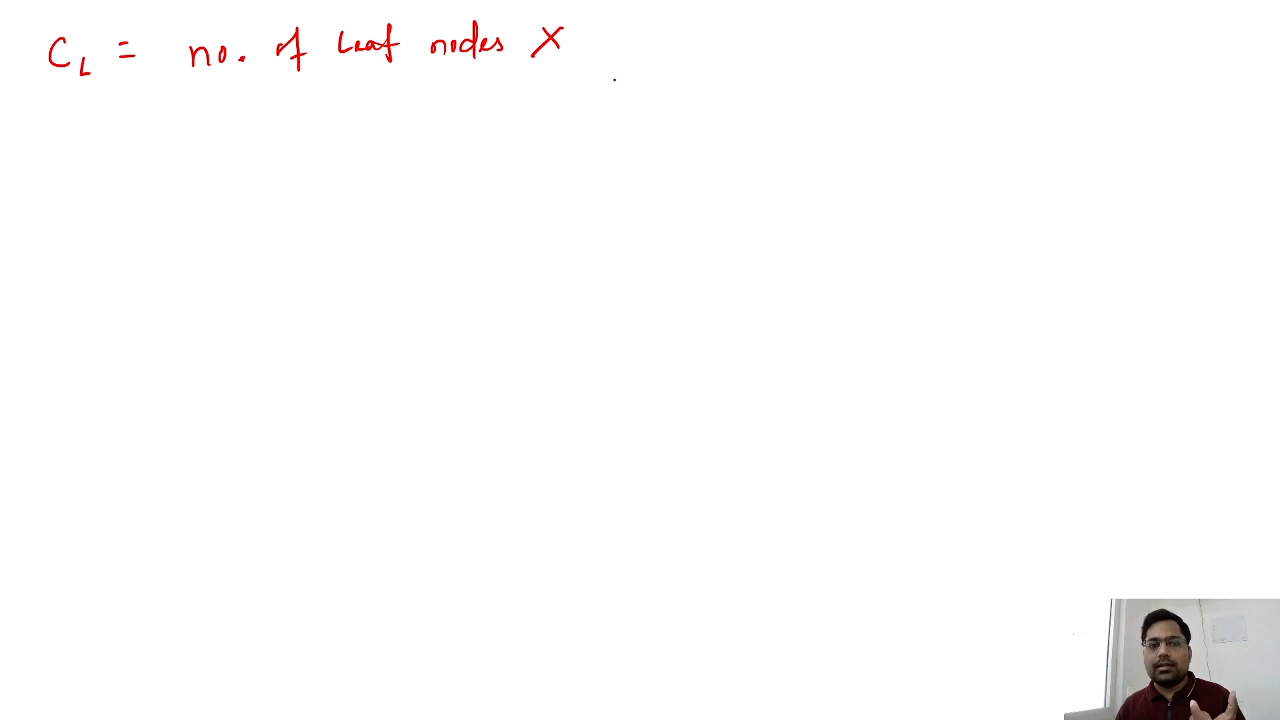 C_L = no. of Leaf nodes X